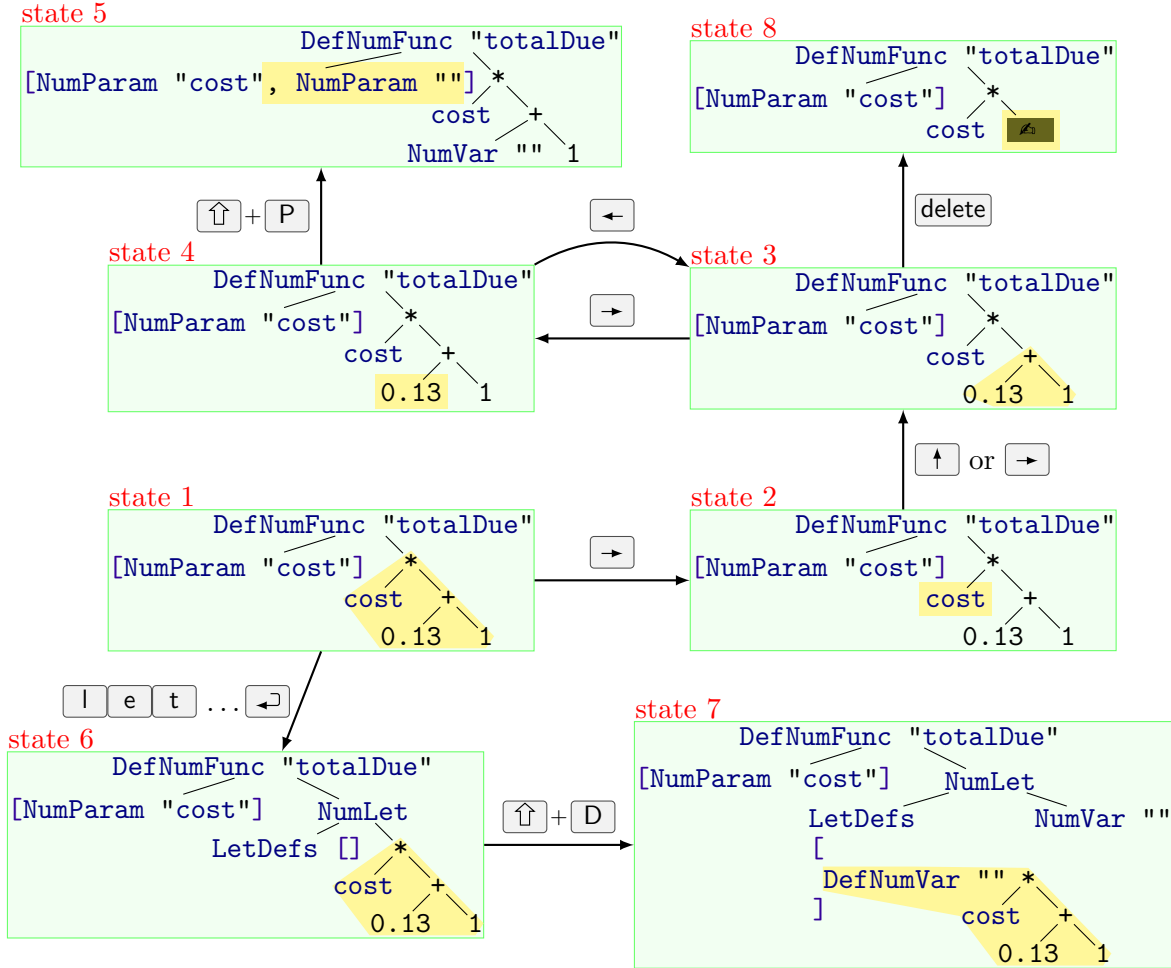 state 5
DefNumFunc "totalDue"
[NumParam "cost", NumParam ""] *
cost +
NumVar "" 1
state 8
DefNumFunc "totalDue"
[NumParam "cost"] *
cost ✍
⇧ + P
←
delete
state 4
DefNumFunc "totalDue"
[NumParam "cost"] *
cost +
0.13 1
→
state 3
DefNumFunc "totalDue"
[NumParam "cost"] *
cost +
0.13 1
↑ or →
state 1
DefNumFunc "totalDue"
[NumParam "cost"] *
cost +
0.13 1
→
state 2
DefNumFunc "totalDue"
[NumParam "cost"] *
cost +
0.13 1
l e t ... ↵
state 6
DefNumFunc "totalDue"
[NumParam "cost"] NumLet
LetDefs [] *
cost +
0.13 1
⇧ + D
state 7
DefNumFunc "totalDue"
[NumParam "cost"] NumLet
LetDefs NumVar ""
[
DefNumVar "" *
] cost +
0.13 1